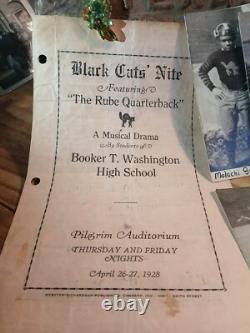 Black Cats' Nite
Featuring
"The Rube Quarterback"
A Musical Drama
By Students of
Booker T. Washington
High School
Pilgrim Auditorium
THURSDAY AND FRIDAY
NIGHTS
April 26-27, 1928
Malachi